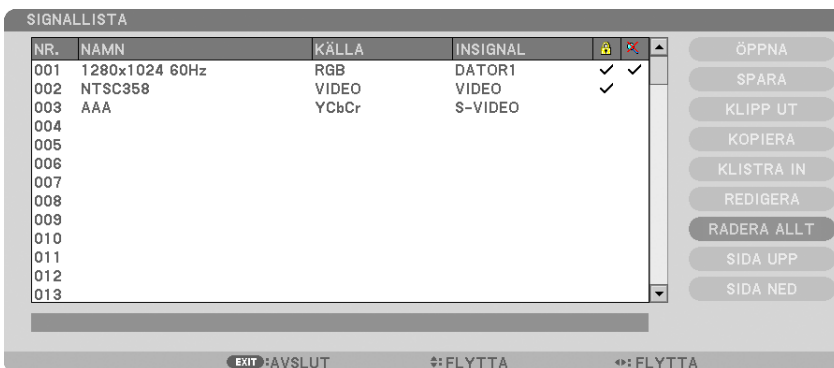 SIGNALLISTA
NR. NAMN KÄLLA INSIGNAL
001 1280x1024 60Hz RGB DATOR1 ✓ ✓
002 NTSC358 VIDEO VIDEO ✓
003 AAA YCbCr S-VIDEO
004
005
006
007
008
009
010
011
012
013
ÖPPNA
SPARA
KLIPP UT
KOPIERA
KLISTRA IN
REDIGERA
RADERA ALLT
SIDA UPP
SIDA NED
EXIT :AVSLUT :FLYTTA :FLYTTA